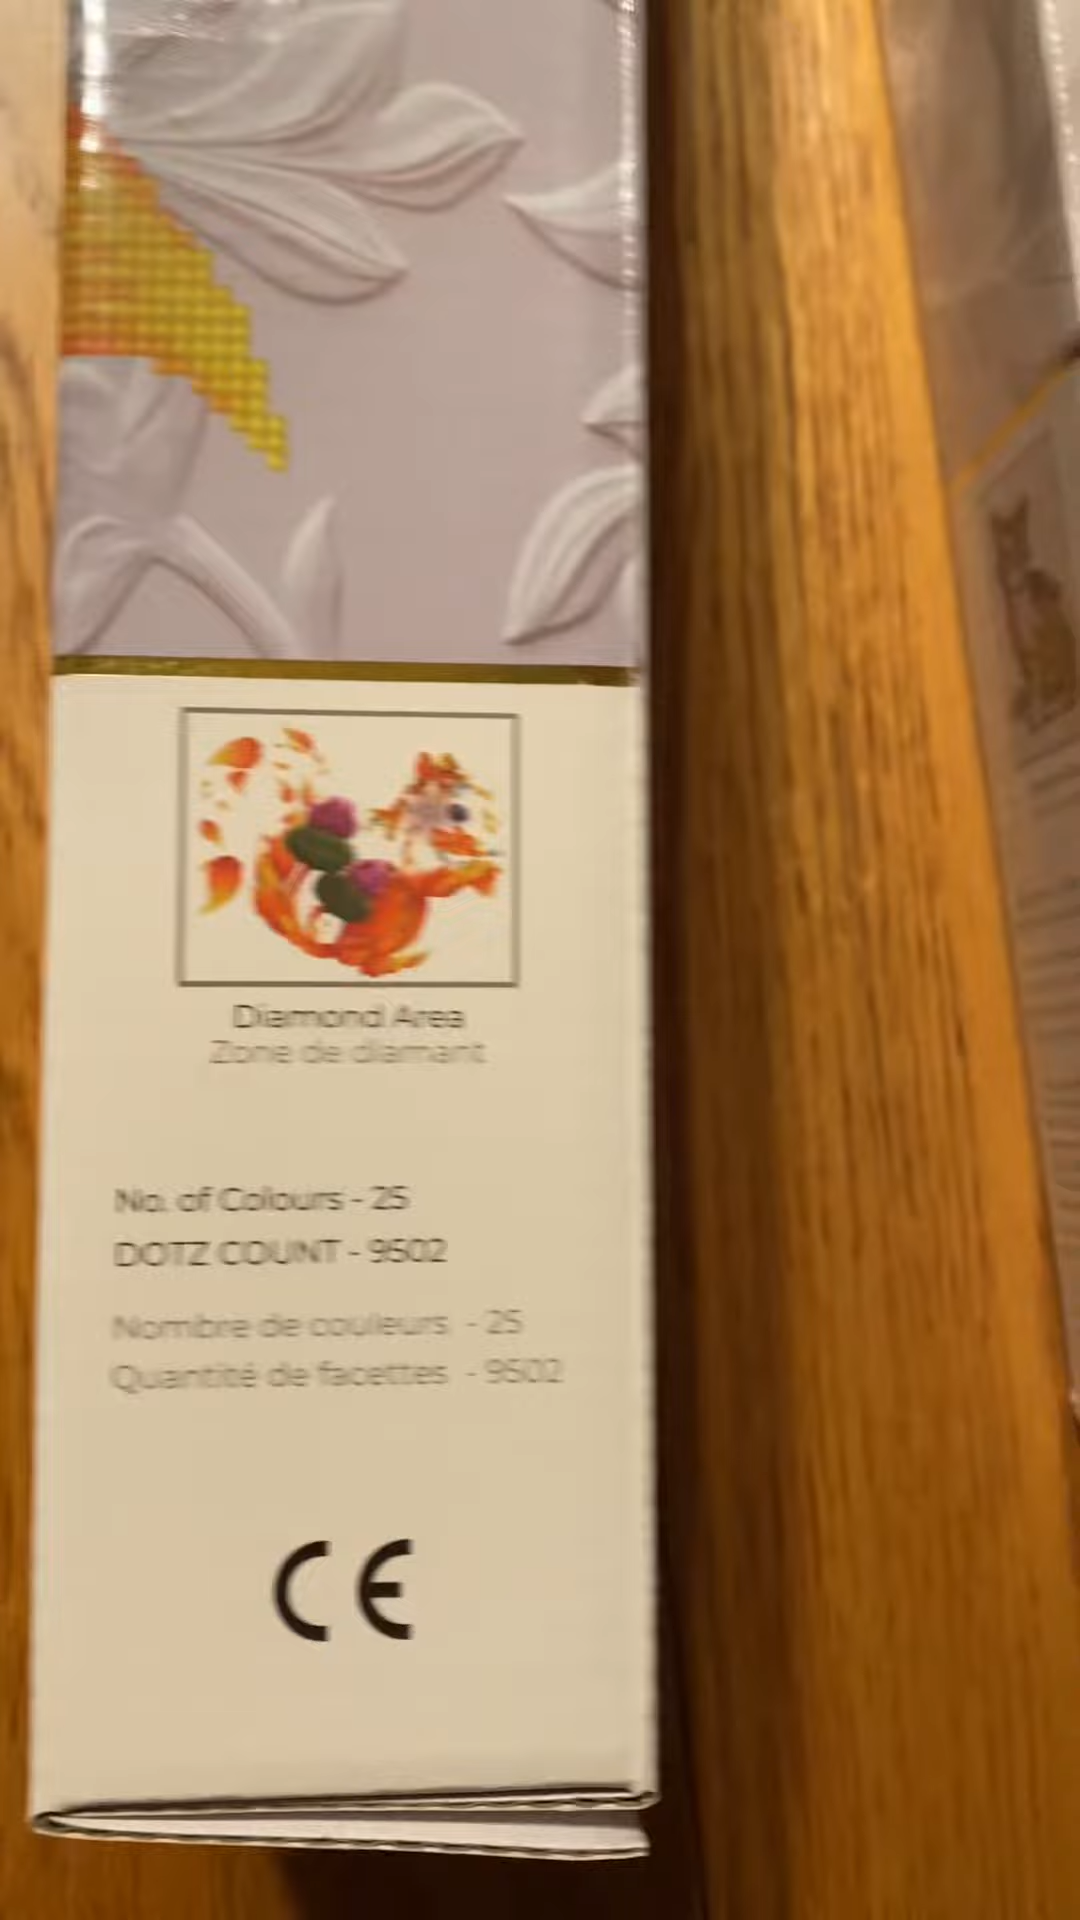 Diamond Area
Zone de diamant
No. of Colours - 25
DOTZ COUNT - 9502
Nombre de couleurs - 25
Quantité de facettes - 9502
CE